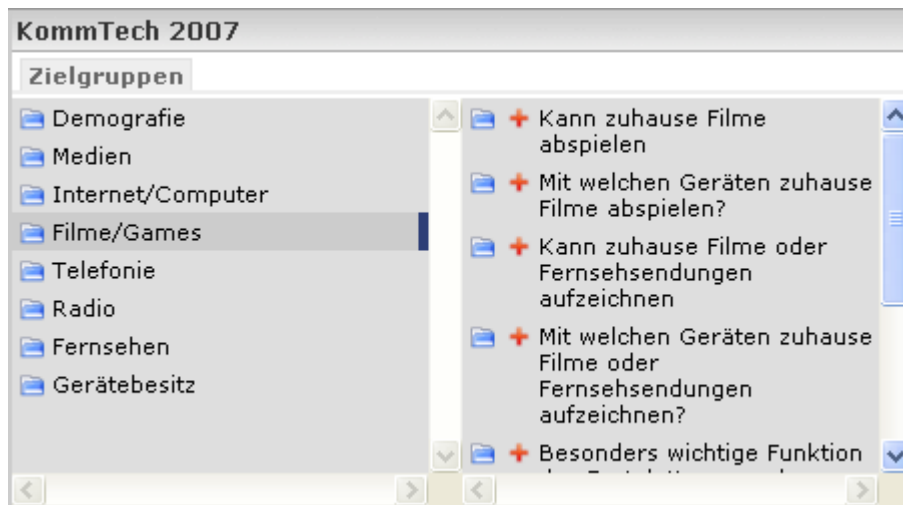 KommTech 2007
Zielgruppen
Demografie
Medien
Internet/Computer
Filme/Games
Telefonie
Radio
Fernsehen
Gerätebesitz
Kann zuhause Filme
abspielen
Mit welchen Geräten zuhause
Filme abspielen?
Kann zuhause Filme oder
Fernsehsendungen
aufzeichnen
Mit welchen Geräten zuhause
Filme oder
Fernsehsendungen
aufzeichnen?
Besonders wichtige Funktion